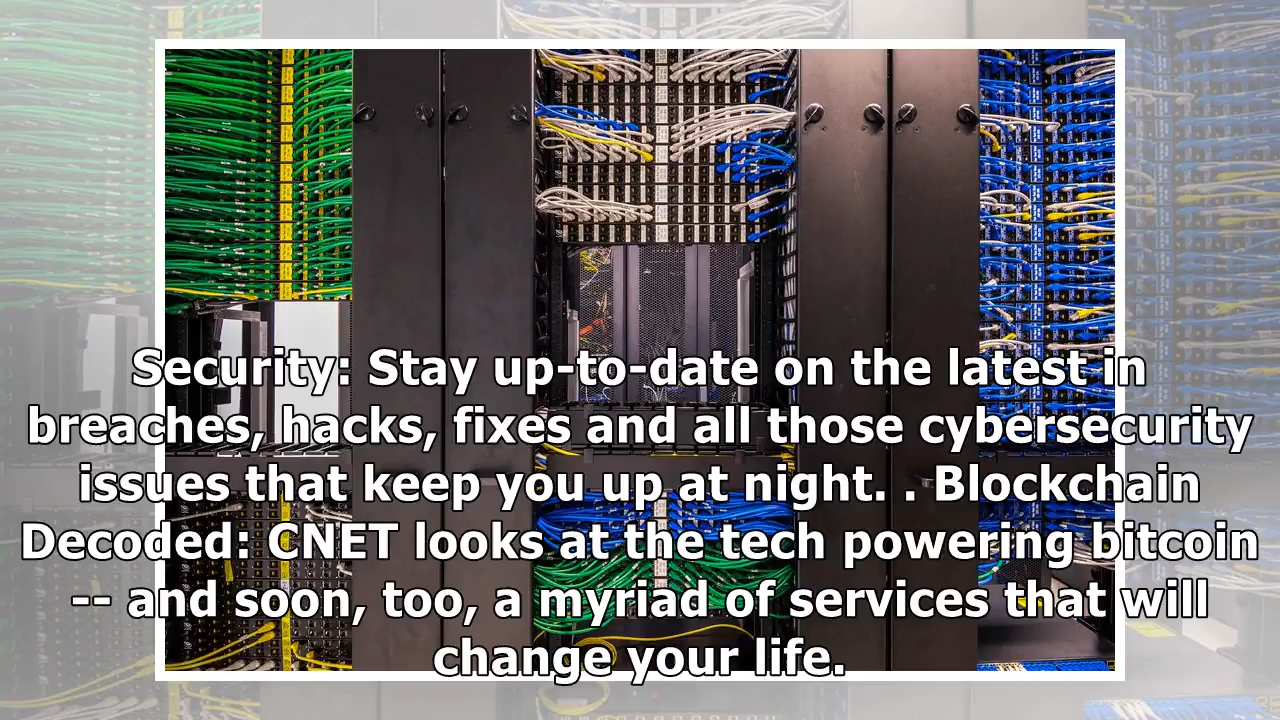 Security: Stay up-to-date on the latest in
breaches, hacks, fixes and all those cybersecurity
issues that keep you up at night. . Blockchain
Decoded: CNET looks at the tech powering bitcoin
-- and soon, too, a myriad of services that will
change your life.